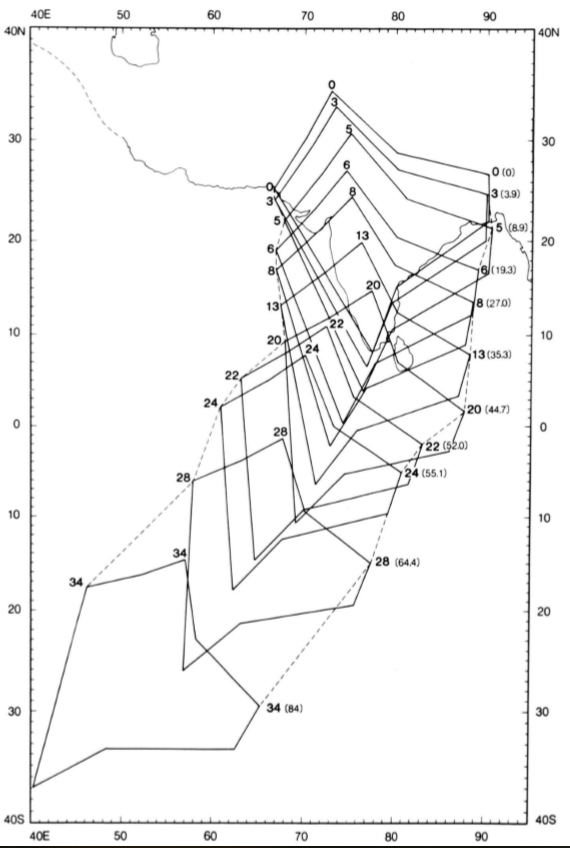 40E 50 60 70 80 90
40N 40N
0
3
30 30
5
6
0 (0)
0 8
3 3 (3.9)
5 5 (8.9)
20 13 20
6 6 (19.3)
8
20
13 8 (27.0)
22
10 20 24 10
13 (35.3)
22
24 20 (44.7)
0 0
28 22 (52.0)
24 (55.1)
28
10 10
34 28 (64.4)
34
20 20
30 34 (84) 30
40S 40S
40E 50 60 70 80 90